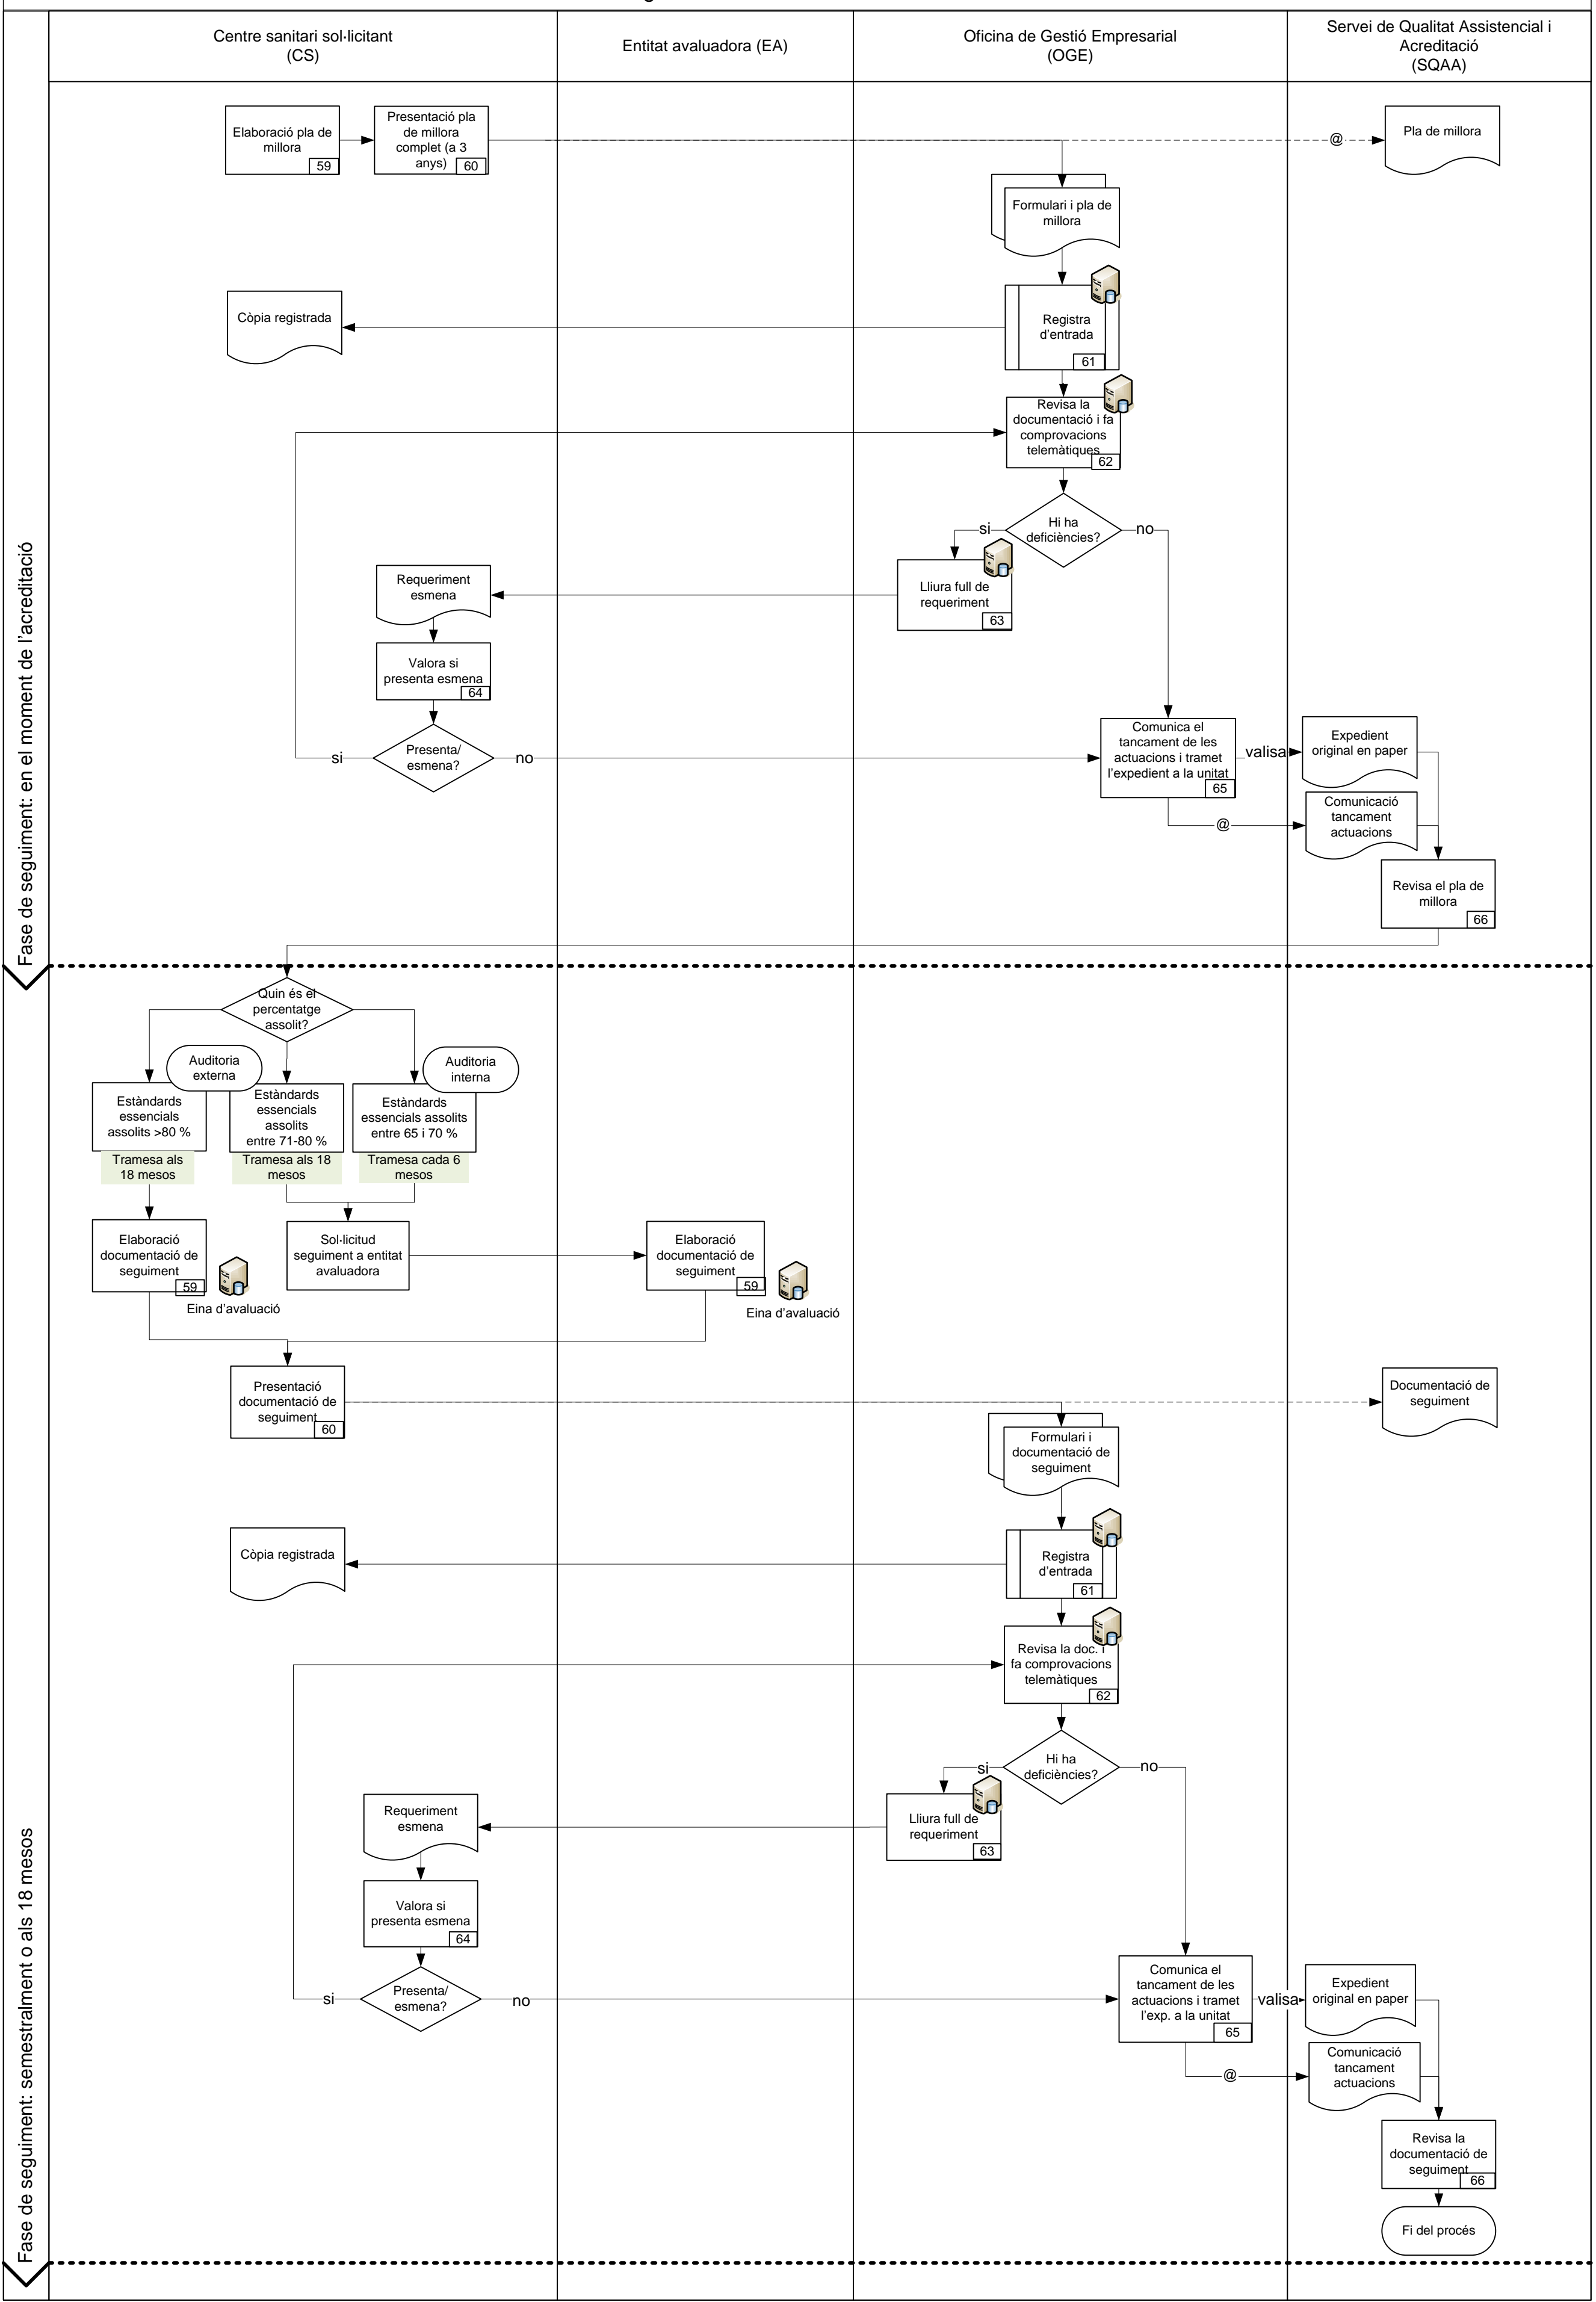 Centre sanitari sol·licitant
(CS)
Entitat avaluadora (EA)
Oficina de Gestió Empresarial
(OGE)
Servei de Qualitat Assistencial i
Acreditació
(SQAA)
Fase de seguiment: en el moment de l'acreditació
Elaboració pla de
millora
59
Presentació pla
de millora
complet (a 3
anys)
60
@
Pla de millora
Formulari i pla de
millora
Còpia registrada
Registra
d'entrada
61
Revisa la
documentació i fa
comprovacions
telemàtiques
62
Hi ha
deficiències?
si
no
Lliura full de
requeriment
63
Requeriment
esmena
Valora si
presenta esmena
64
Presenta/
esmena?
si
no
Comunica el
tancament de les
actuacions i tramet
l'expedient a la unitat
65
valisa
Expedient
original en paper
@
Comunicació
tancament
actuacions
Revisa el pla de
millora
66
Fase de seguiment: semestralment o als 18 mesos
Quin és el
percentatge
assolit?
Auditoria
externa
Auditoria
interna
Estàndards
essencials
assolits >80 %
Estàndards
essencials
assolits
entre 71-80 %
Estàndards
essencials assolits
entre 65 i 70 %
Tramesa als
18 mesos
Tramesa als 18
mesos
Tramesa cada 6
mesos
Elaboració
documentació de
seguiment
59
Eina d'avaluació
Sol·licitud
seguiment a entitat
avaluadora
Elaboració
documentació de
seguiment
59
Eina d'avaluació
Presentació
documentació de
seguiment
60
Documentació de
seguiment
Formulari i
documentació de
seguiment
Còpia registrada
Registra
d'entrada
61
Revisa la doc. i
fa comprovacions
telemàtiques
62
Hi ha
deficiències?
si
no
Lliura full de
requeriment
63
Requeriment
esmena
Valora si
presenta esmena
64
Presenta/
esmena?
si
no
Comunica el
tancament de les
actuacions i tramet
l'exp. a la unitat
65
valisa
Expedient
original en paper
@
Comunicació
tancament
actuacions
Revisa la
documentació de
seguiment
66
Fi del procés